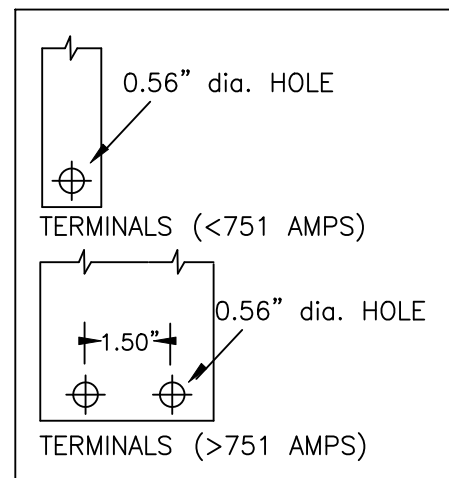 0.56” dia. HOLE
TERMINALS (<751 AMPS)
0.56” dia. HOLE
1.50”
TERMINALS (>751 AMPS)